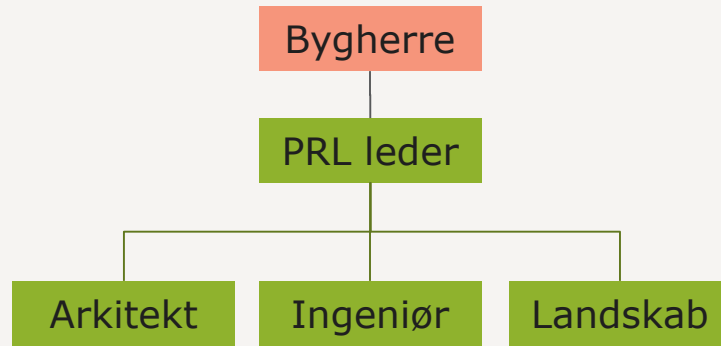 Bygherre
PRL leder
Arkitekt
Ingeniør
Landskab